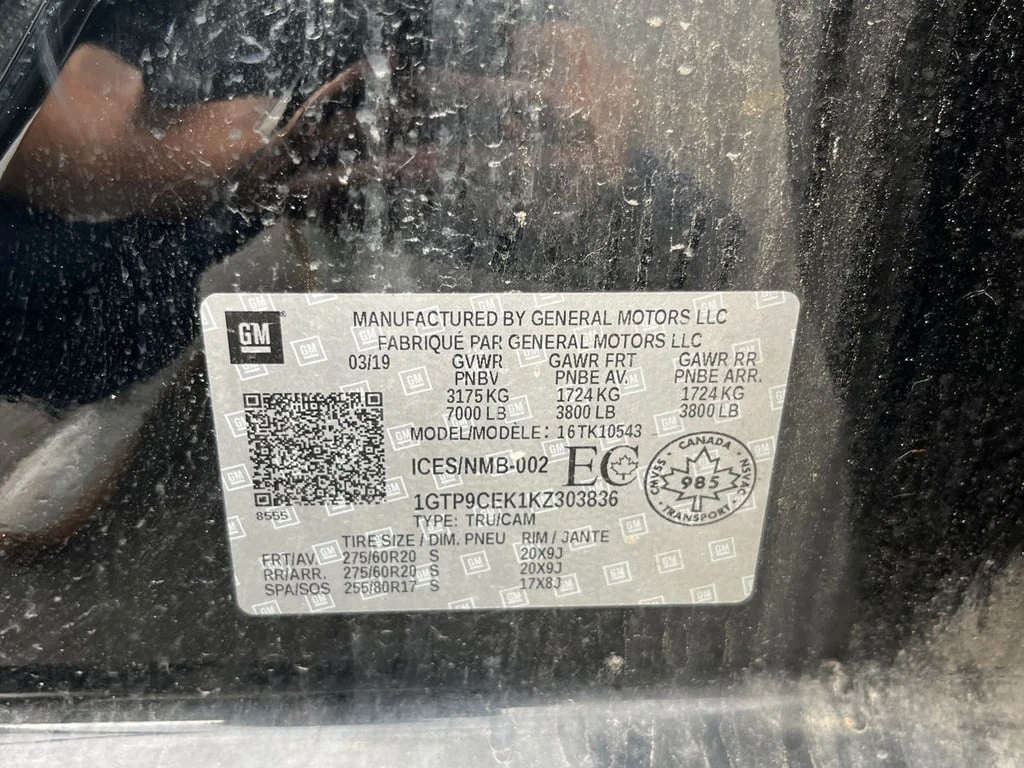 GM
MANUFACTURED BY GENERAL MOTORS LLC
FABRIQUÉ PAR GENERAL MOTORS LLC
03/19 GVWR GAWR FRT GAWR RR
PNBV PNBE AV. PNBE ARR.
3175 KG 1724 KG 1724 KG
7000 LB 3800 LB 3800 LB
MODEL/MODÈLE: 16TK10543
ICES/NMB-002 EC
CANADA
CMVSS 985 NSVAC
TRANSPORT
1GTP9CEK1KZ303836
8555
TYPE: TRU/CAM
TIRE SIZE / DIM. PNEU RIM / JANTE
FRT/AV. 275/60R20 S 20X9J
RR/ARR. 275/60R20 S 20X9J
SPA/SOS 255/80R17 S 17X8J